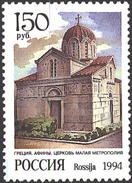 150
РУБ.
ГРЕЦИЯ, АФИНЫ. ЦЕРКОВЬ МАЛАЯ МЕТРОПОЛИЯ
РОССИЯ
Rossija 1994